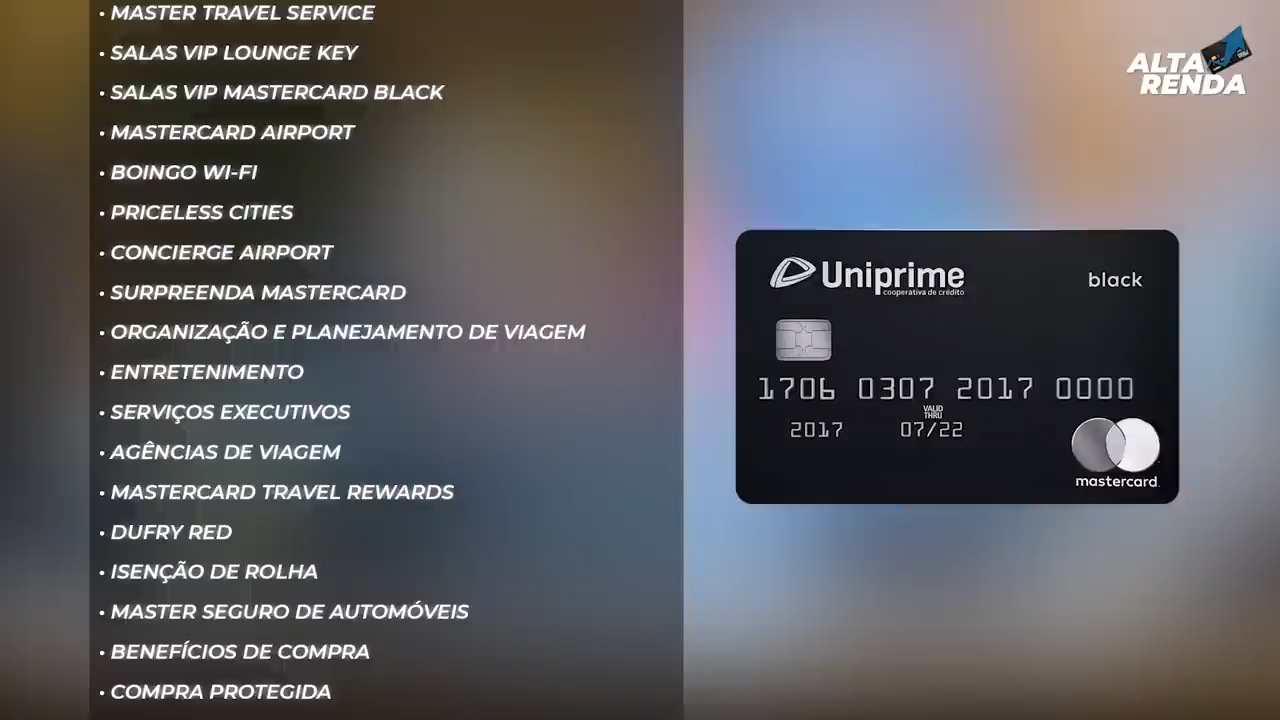 • MASTER TRAVEL SERVICE
• SALAS VIP LOUNGE KEY
• SALAS VIP MASTERCARD BLACK
• MASTERCARD AIRPORT
• BOINGO WI-FI
• PRICELESS CITIES
• CONCIERGE AIRPORT
• SURPREENDA MASTERCARD
• ORGANIZAÇÃO E PLANEJAMENTO DE VIAGEM
• ENTRETENIMENTO
• SERVIÇOS EXECUTIVOS
• AGÊNCIAS DE VIAGEM
• MASTERCARD TRAVEL REWARDS
• DUFRY RED
• ISENÇÃO DE ROLHA
• MASTER SEGURO DE AUTOMÓVEIS
• BENEFÍCIOS DE COMPRA
• COMPRA PROTEGIDA
ALTA
RENDA
Uniprime
cooperativa de crédito
black
1706 0307 2017 0000
VALID
THRU
2017 07/22
mastercard.